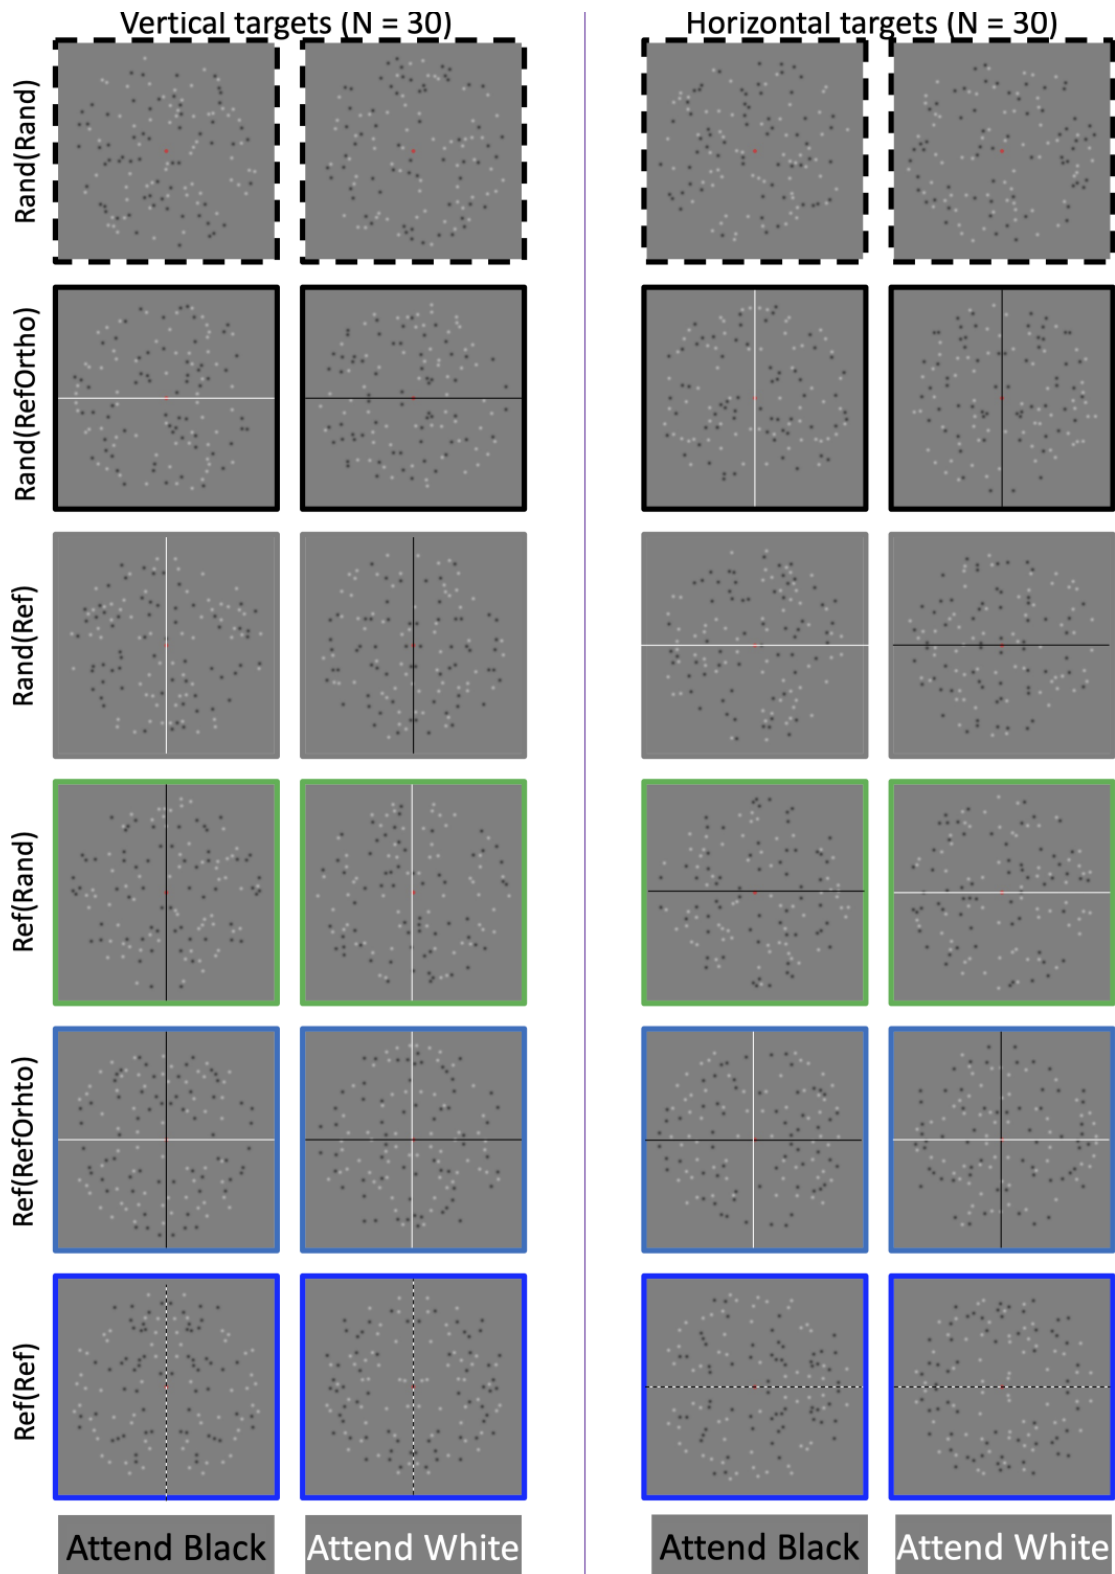 Vertical targets (N = 30)
Horizontal targets (N = 30)
Rand(Rand)
Rand(RefOrtho)
Rand(Ref)
Ref(Rand)
Ref(RefOrhto)
Ref(Ref)
Attend Black
Attend White
Attend Black
Attend White